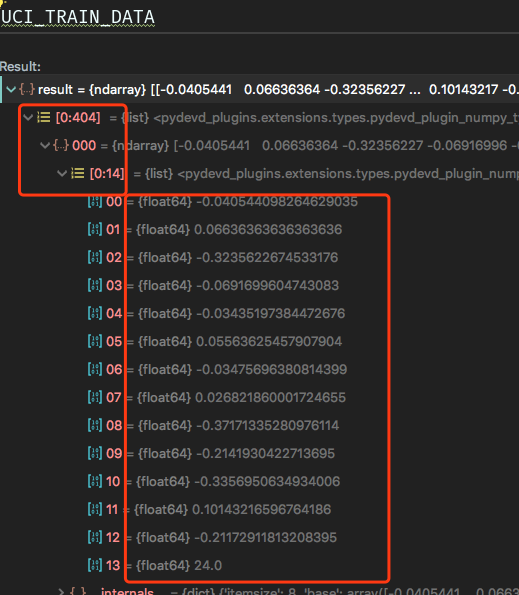 UCI_TRAIN_DATA
Result:
{..} result = {ndarray} [[-0.0405441   0.06636364 -0.32356227 ...  0.10143217 -0.
[0:404] = {list} <pydevd_plugins.extensions.types.pydevd_plugin_numpy_t
{..} 000 = {ndarray} [-0.0405441   0.06636364 -0.32356227 -0.06916996 -0
[0:14] = {list} <pydevd_plugins.extensions.types.pydevd_plugin_nump
00 = {float64} -0.040544098264629035
01 = {float64} 0.06636363636363636
02 = {float64} -0.3235622674533176
03 = {float64} -0.0691699604743083
04 = {float64} -0.03435197384472676
05 = {float64} 0.05563625457907904
06 = {float64} -0.03475696380814399
07 = {float64} 0.026821860001724655
08 = {float64} -0.37171335280976114
09 = {float64} -0.2141930422713695
10 = {float64} -0.3356950634934006
11 = {float64} 0.10143216596764186
12 = {float64} -0.21172911813208395
13 = {float64} 24.0
{..} __internals__ = {dict} {'itemsize': 8, 'base': array([[-0.0405441   0.0663